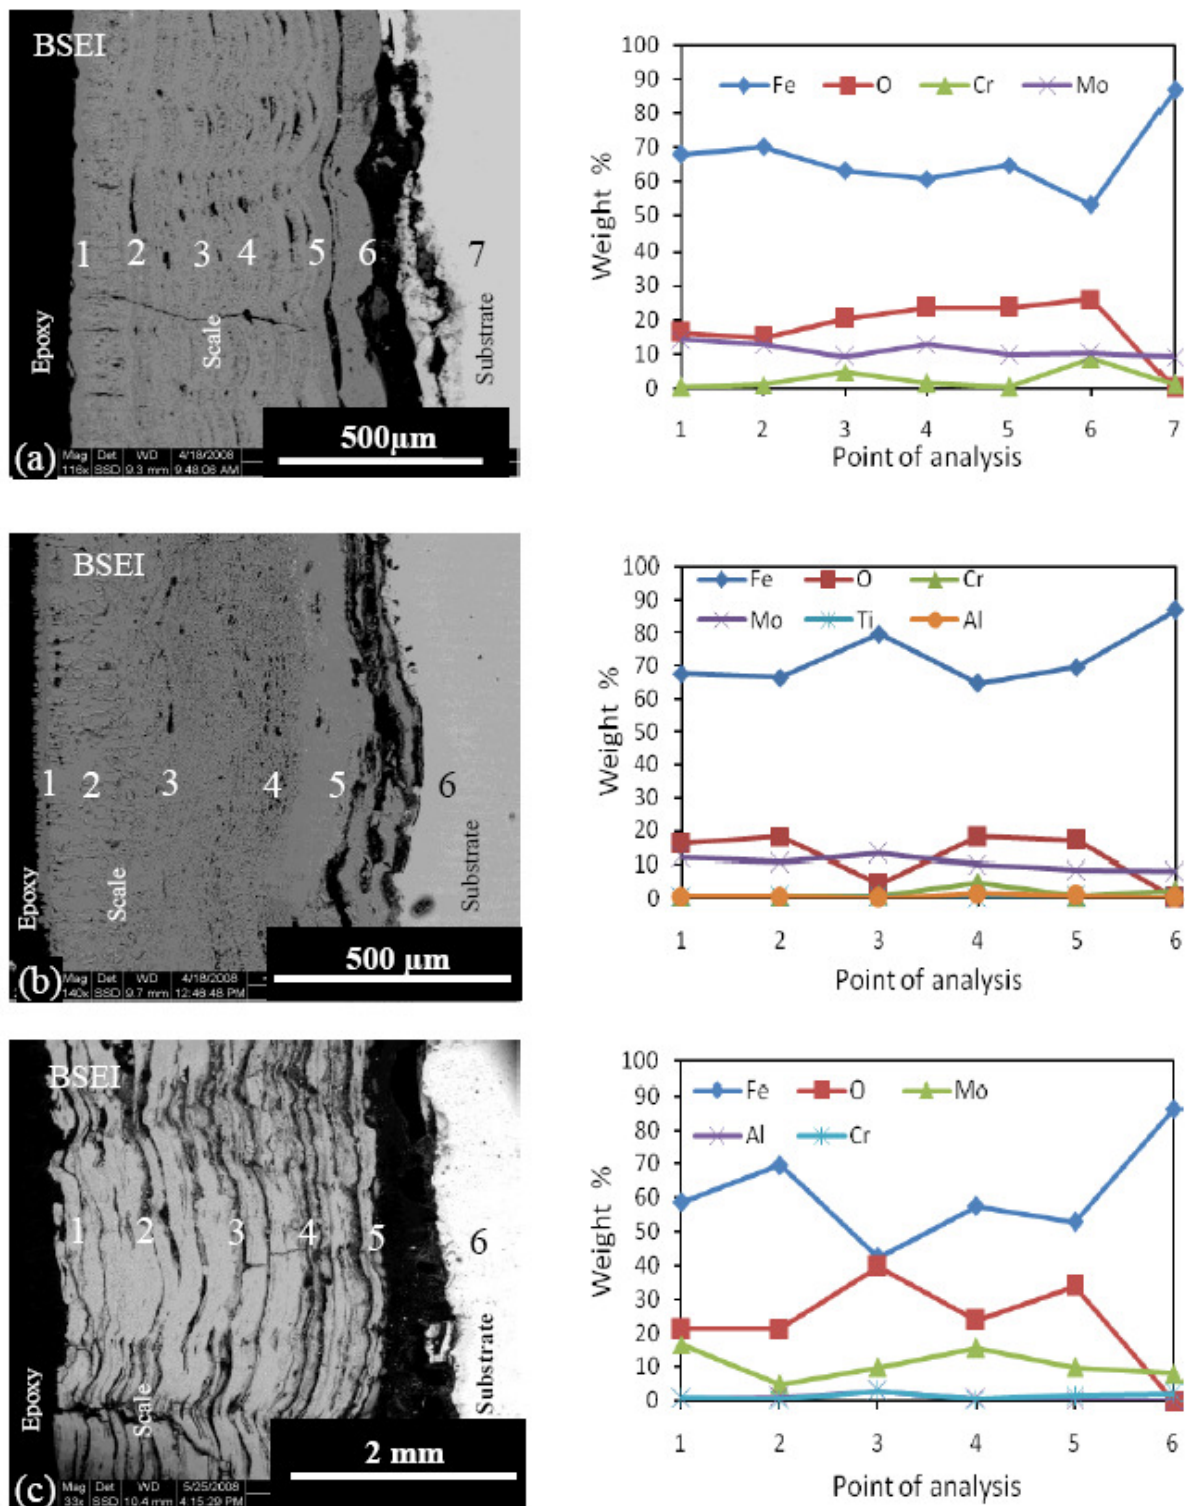 BSEI
1 2 3 4 5 6 7
Epoxy
Scale
Substrate
500µm
(a)
Mag Det WD 4/18/2008
116x SSD 9.3 mm 9:48:06 AM
100
90
80
70
60
50
40
30
20
10
0
Weight %
Fe O Cr Mo
1 2 3 4 5 6 7
Point of analysis
BSEI
1 2 3 4 5 6
Epoxy
Scale
Substrate
500 µm
(b)
Mag Det WD 4/18/2008
140x SSD 9.7 mm 12:46:48 PM
100
90
80
70
60
50
40
30
20
10
0
Weight %
Fe O Cr
Mo Ti Al
1 2 3 4 5 6
Point of analysis
BSEI
1 2 3 4 5 6
Epoxy
Scale
Substrate
2 mm
(c)
Mag Det WD 5/25/2008
33x SSD 10.4 mm 4:15:29 PM
100
90
80
70
60
50
40
30
20
10
0
Weight %
Fe O Mo
Al Cr
1 2 3 4 5 6
Point of analysis